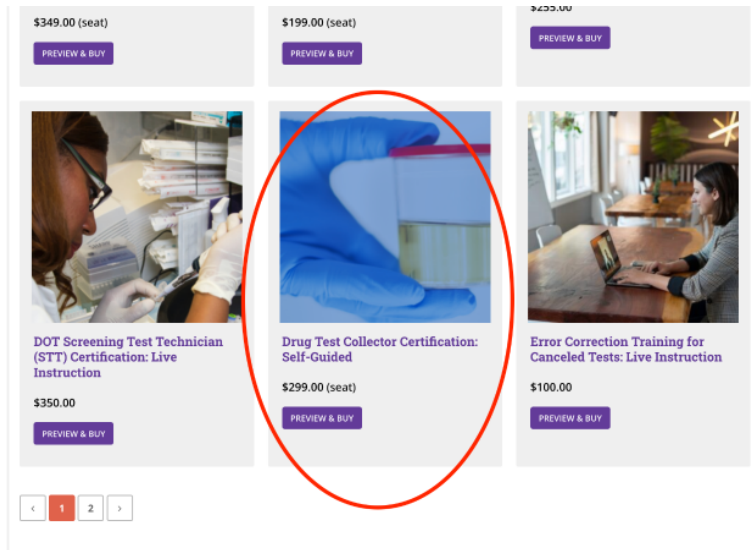 $349.00 (seat)
PREVIEW & BUY
$199.00 (seat)
PREVIEW & BUY
$255.00
PREVIEW & BUY
DOT Screening Test Technician
(STT) Certification: Live
Instruction
$350.00
PREVIEW & BUY
Drug Test Collector Certification:
Self-Guided
$299.00 (seat)
PREVIEW & BUY
Error Correction Training for
Canceled Tests: Live Instruction
$100.00
PREVIEW & BUY
‹ 1 2 ›